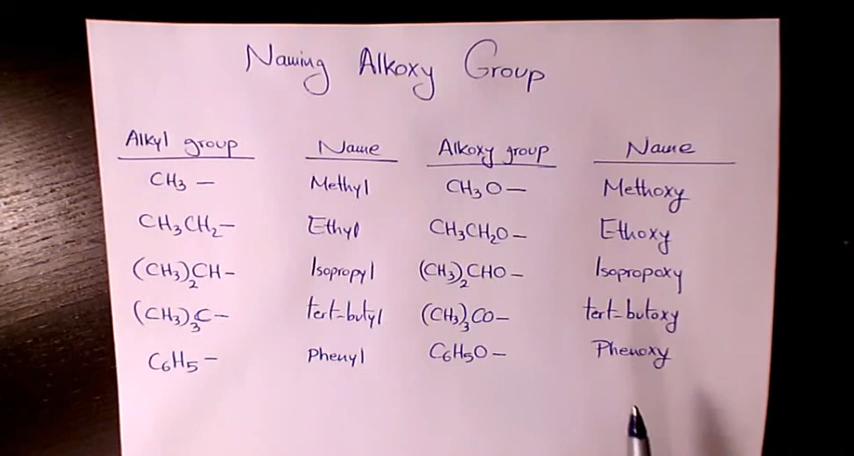 Naming Alkoxy Group
Alkyl group Name Alkoxy group Name
CH3 — Methyl CH3O — Methoxy
CH3CH2— Ethyl CH3CH2O — Ethoxy
(CH3)2CH— Isopropyl (CH3)2CHO — Isopropoxy
(CH3)3C— tert-butyl (CH3)3CO— tert-butoxy
C6H5 — Phenyl C6H5O — Phenoxy